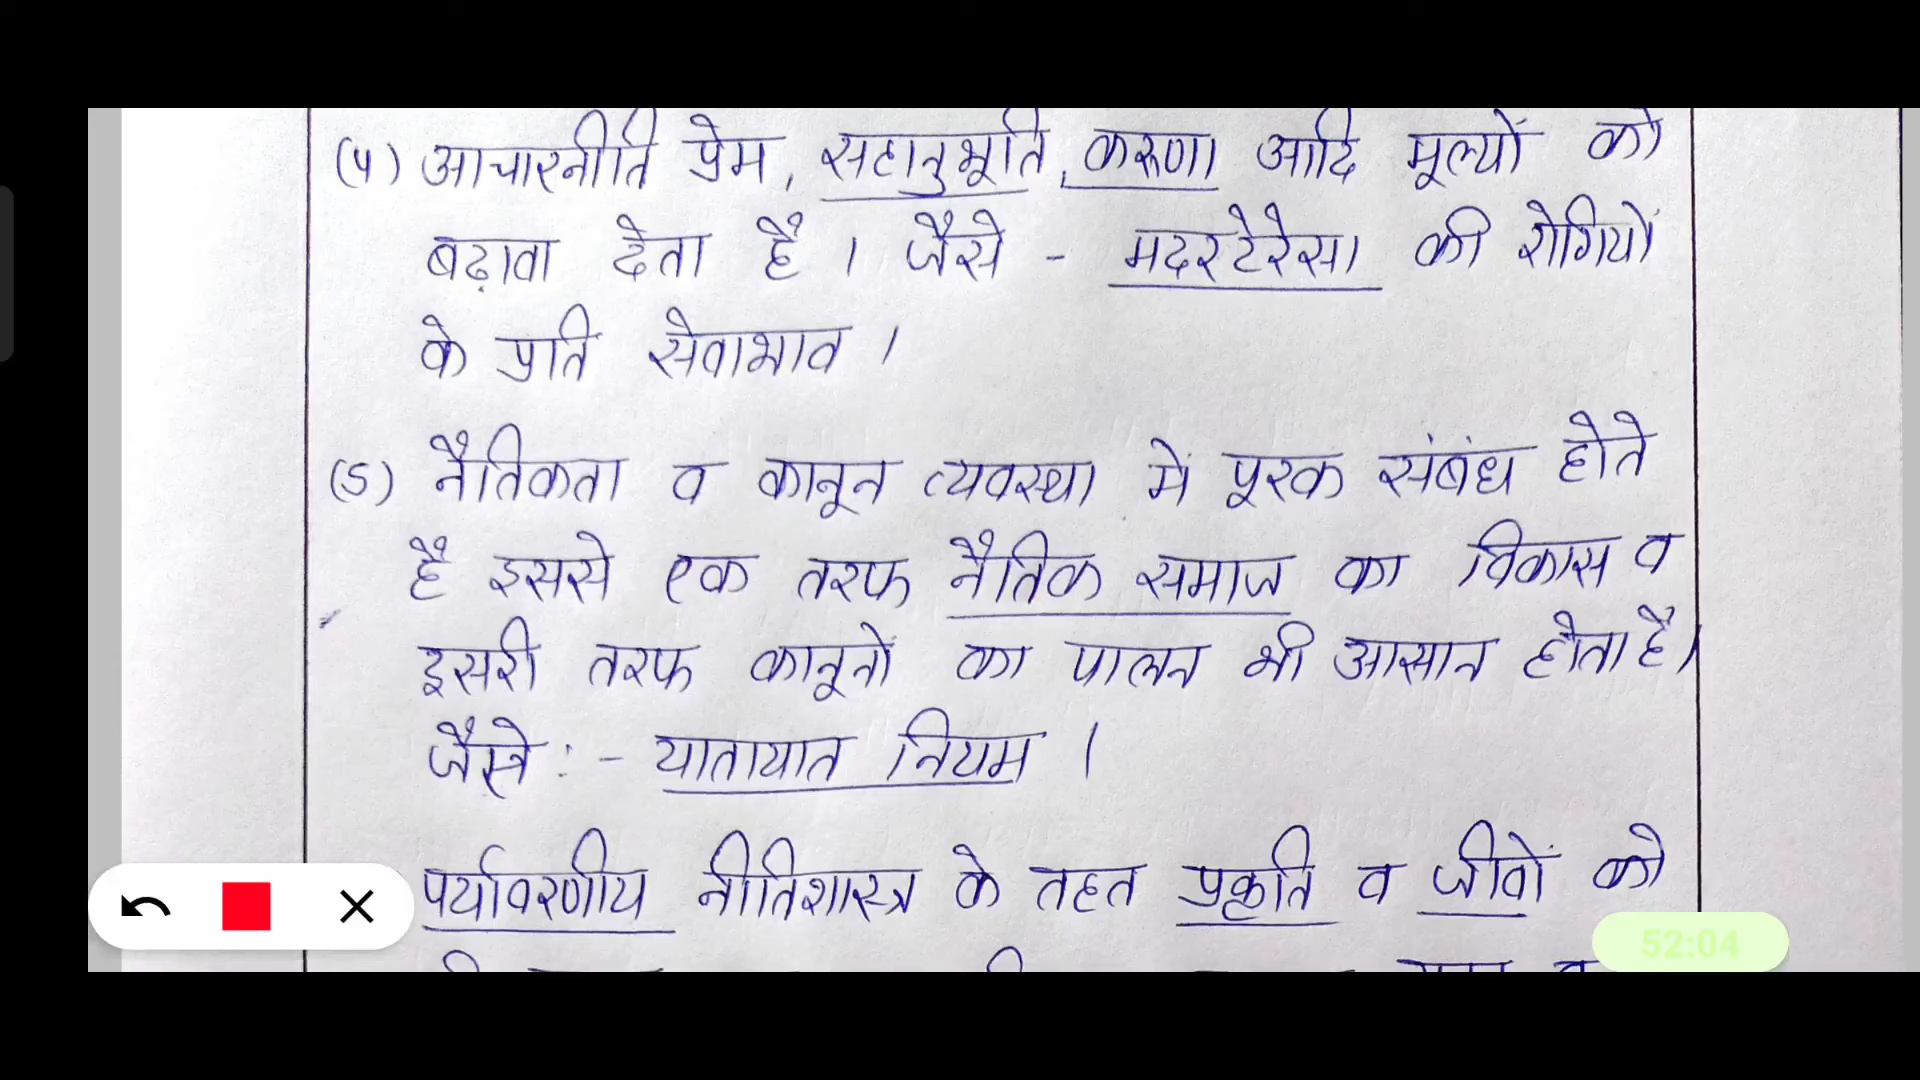 (4) आचारनीति प्रेम, सहानुभूति, करुणा आदि मूल्यों को
बढ़ावा देता है । जैसे - मदर टेरेसा की रोगियों
के प्रति सेवाभाव ।
(5) नैतिकता व कानून व्यवस्था में पूरक संबंध होते
है इससे एक तरफ नैतिक समाज का विकास व
दूसरी तरफ कानूनों का पालन भी आसान होता है।
जैसे :- यातायात नियम ।
पर्यावरणीय नीतिशास्त्र के तहत प्रकृति व जीवों को
52:04